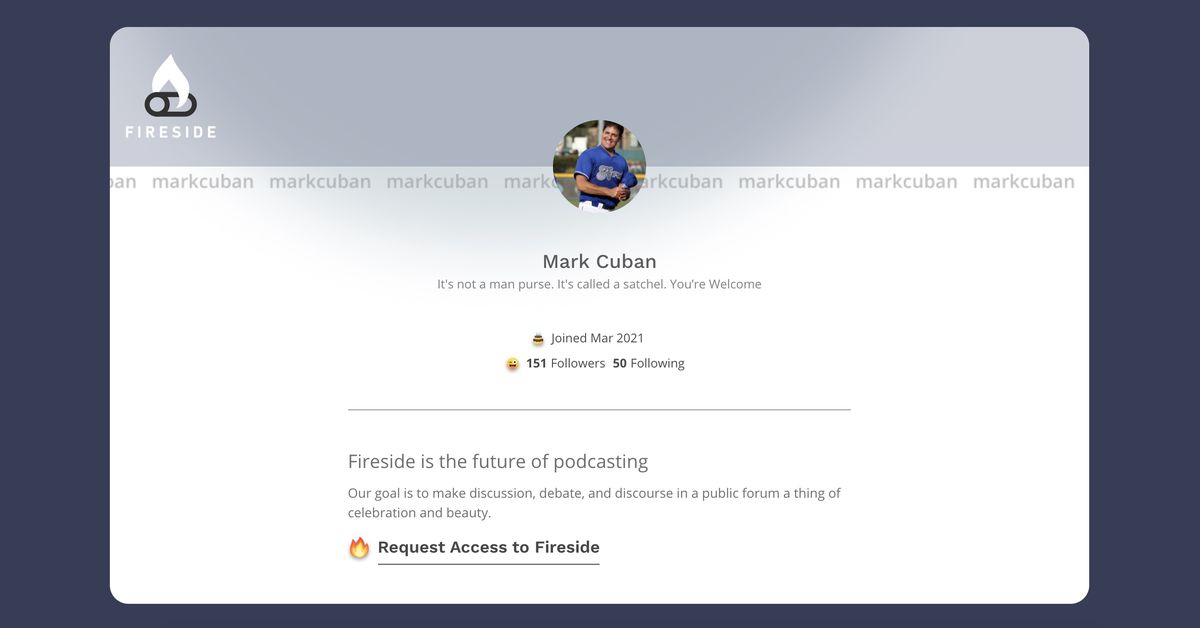 FIRESIDE
ban markcuban markcuban markcuban markc arkcuban markcuban markcuban markcuban
Mark Cuban
It's not a man purse. It's called a satchel. You're Welcome
Joined Mar 2021
151 Followers 50 Following
Fireside is the future of podcasting
Our goal is to make discussion, debate, and discourse in a public forum a thing of
celebration and beauty.
Request Access to Fireside